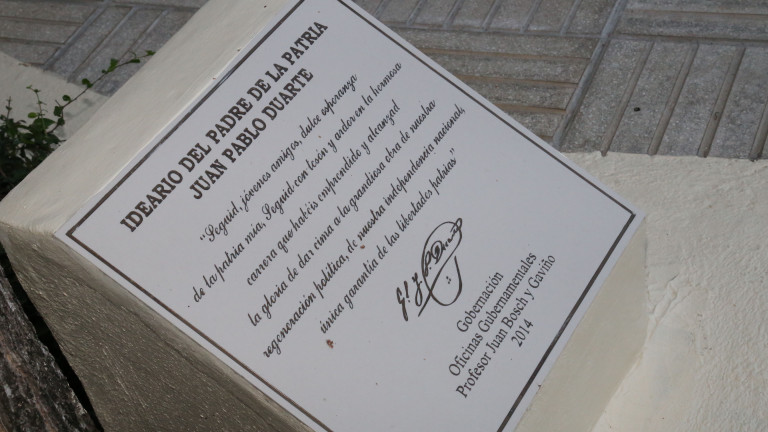 IDEARIO DEL PADRE DE LA PATRIA
JUAN PABLO DUARTE
"Seguid, jóvenes amigos, dulce esperanza
de la patria mía, Seguid con tesón y ardor en la hermosa
carrera que habéis emprendido y alcanzad
la gloria de dar cima a la grandiosa obra de nuestra
regeneración política, de nuestra independencia nacional,
única garantía de las libertades patrias"
Gobernación
Oficinas Gubernamentales
Profesor Juan Bosch y Gaviño
2014